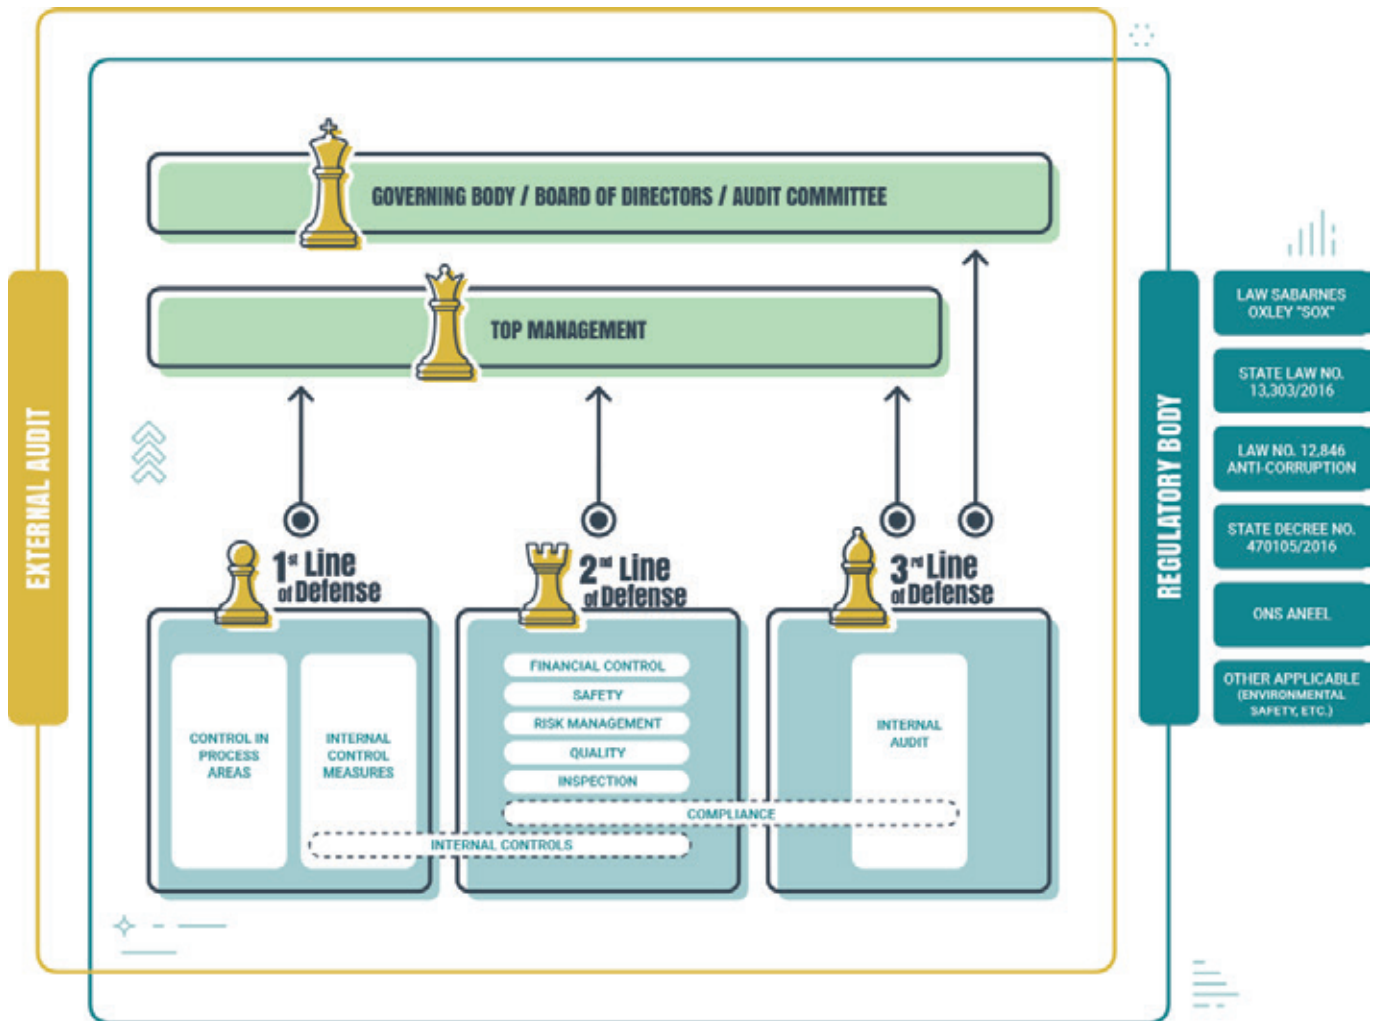 GOVERNING BODY / BOARD OF DIRECTORS / AUDIT COMMITTEE
TOP MANAGEMENT
EXTERNAL AUDIT
1st Line
of Defense
CONTROL IN
PROCESS
AREAS
INTERNAL
CONTROL
MEASURES
2nd Line
of Defense
FINANCIAL CONTROL
SAFETY
RISK MANAGEMENT
QUALITY
INSPECTION
3rd Line
of Defense
INTERNAL
AUDIT
COMPLIANCE
INTERNAL CONTROLS
REGULATORY BODY
LAW SABARNES
OXLEY "SOX"
STATE LAW NO.
13,303/2016
LAW NO. 12,846
ANTI-CORRUPTION
STATE DECREE NO.
470105/2016
ONS ANEEL
OTHER APPLICABLE
(ENVIRONMENTAL
SAFETY, ETC.)